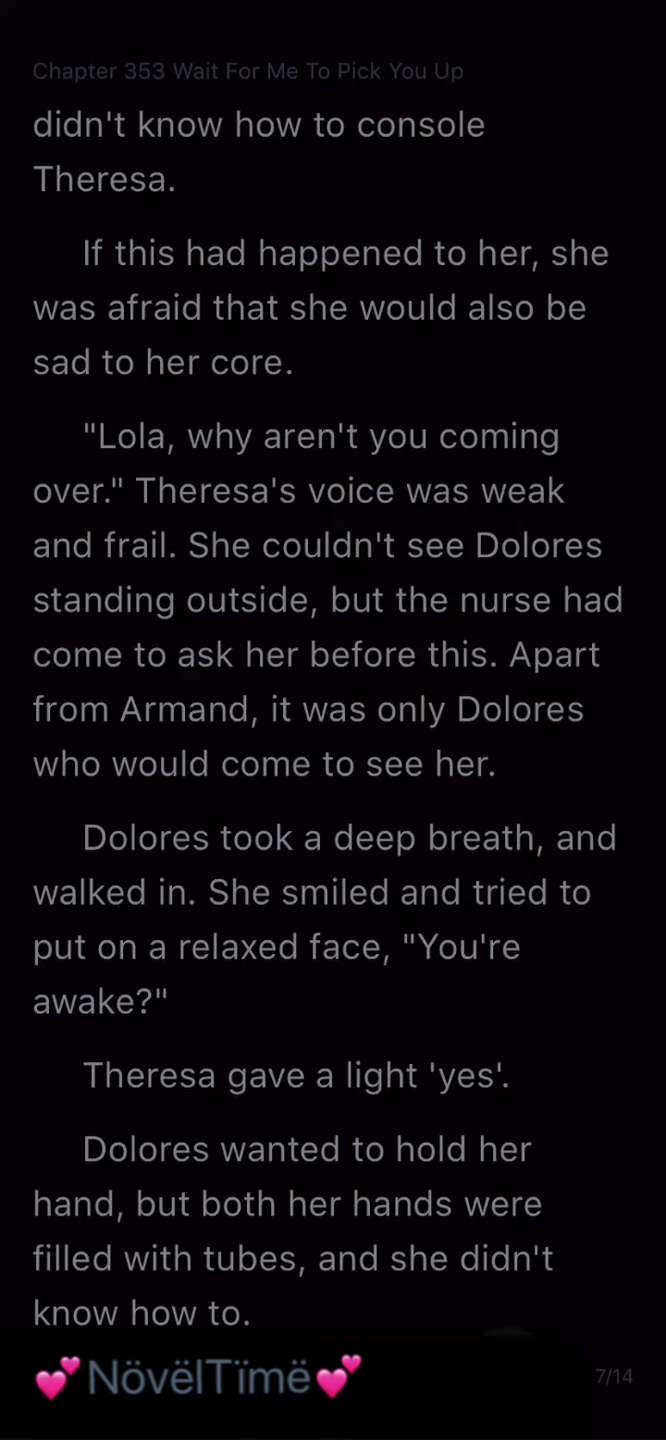 Chapter 353 Wait For Me To Pick You Up
didn't know how to console
Theresa.
If this had happened to her, she
was afraid that she would also be
sad to her core.
"Lola, why aren't you coming
over." Theresa's voice was weak
and frail. She couldn't see Dolores
standing outside, but the nurse had
come to ask her before this. Apart
from Armand, it was only Dolores
who would come to see her.
Dolores took a deep breath, and
walked in. She smiled and tried to
put on a relaxed face, "You're
awake?"
Theresa gave a light 'yes'.
Dolores wanted to hold her
hand, but both her hands were
filled with tubes, and she didn't
know how to.
💕NövëlTïmë💕
7/14